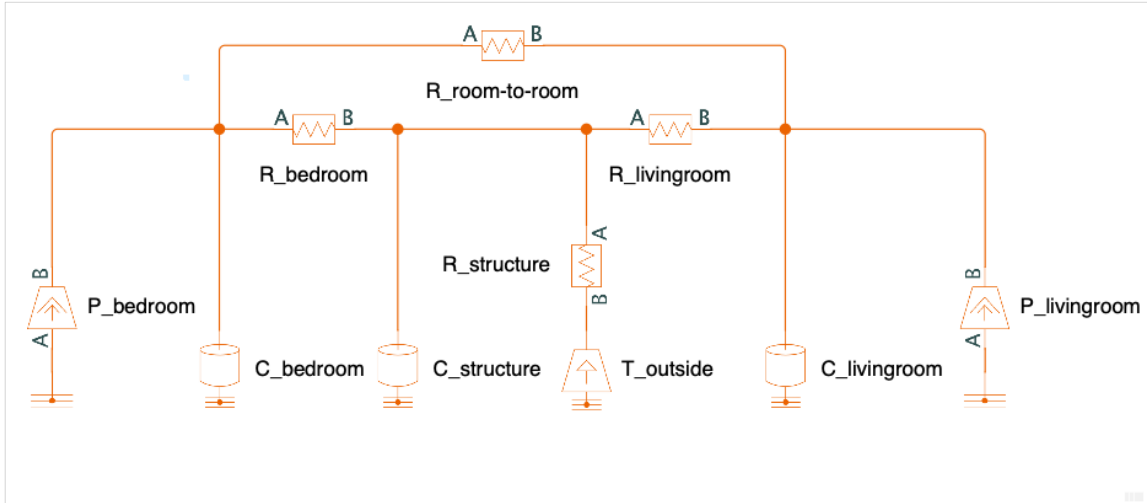 A B
R_room-to-room
A B A B
R_bedroom R_livingroom
A
R_structure
B
B P_bedroom A
B P_livingroom A
C_bedroom C_structure T_outside C_livingroom